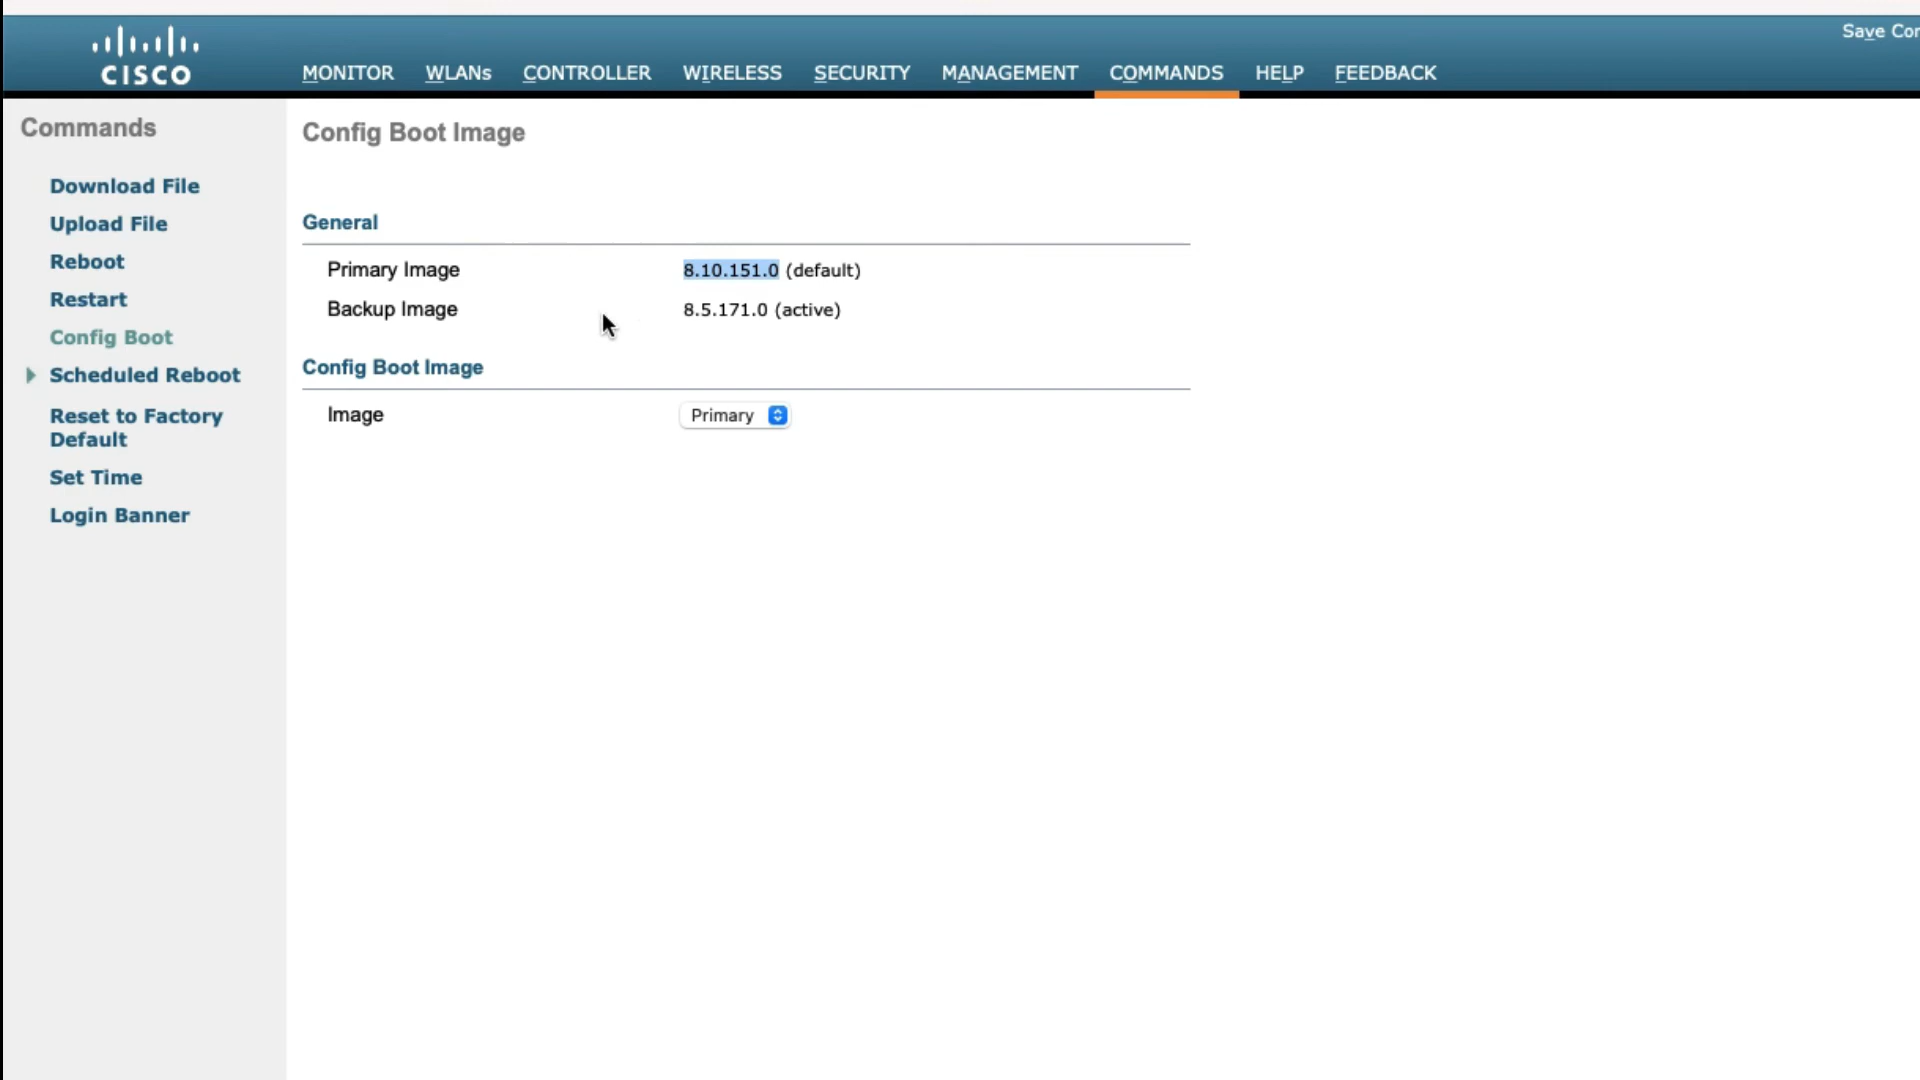 Save Con
CISCO
MONITOR WLANs CONTROLLER WIRELESS SECURITY MANAGEMENT COMMANDS HELP FEEDBACK
Commands
Download File
Upload File
Reboot
Restart
Config Boot
Scheduled Reboot
Reset to Factory
Default
Set Time
Login Banner
Config Boot Image
General
Primary Image 8.10.151.0 (default)
Backup Image 8.5.171.0 (active)
Config Boot Image
Image Primary